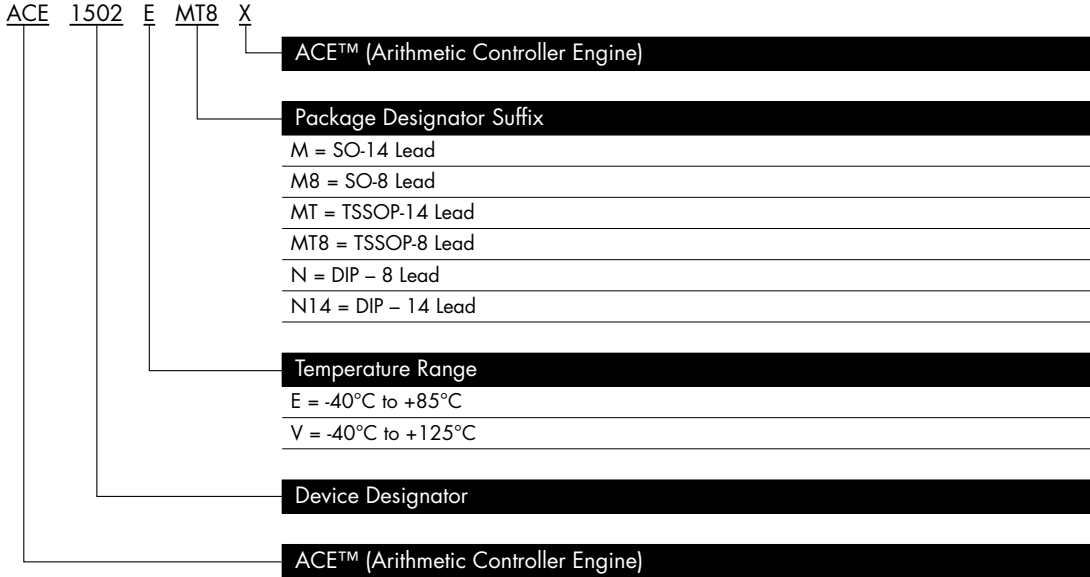 ACE 1502 E MT8 X
ACE™ (Arithmetic Controller Engine)
Package Designator Suffix
M = SO-14 Lead
M8 = SO-8 Lead
MT = TSSOP-14 Lead
MT8 = TSSOP-8 Lead
N = DIP – 8 Lead
N14 = DIP – 14 Lead
Temperature Range
E = -40°C to +85°C
V = -40°C to +125°C
Device Designator
ACE™ (Arithmetic Controller Engine)